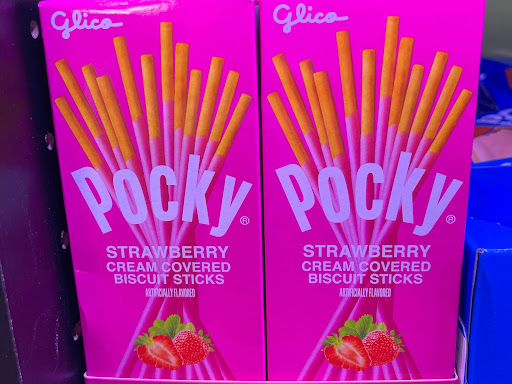 Glico
POCKY®
STRAWBERRY
CREAM COVERED
BISCUIT STICKS
ARTIFICIALLY FLAVORED
Glico
POCKY®
STRAWBERRY
CREAM COVERED
BISCUIT STICKS
ARTIFICIALLY FLAVORED